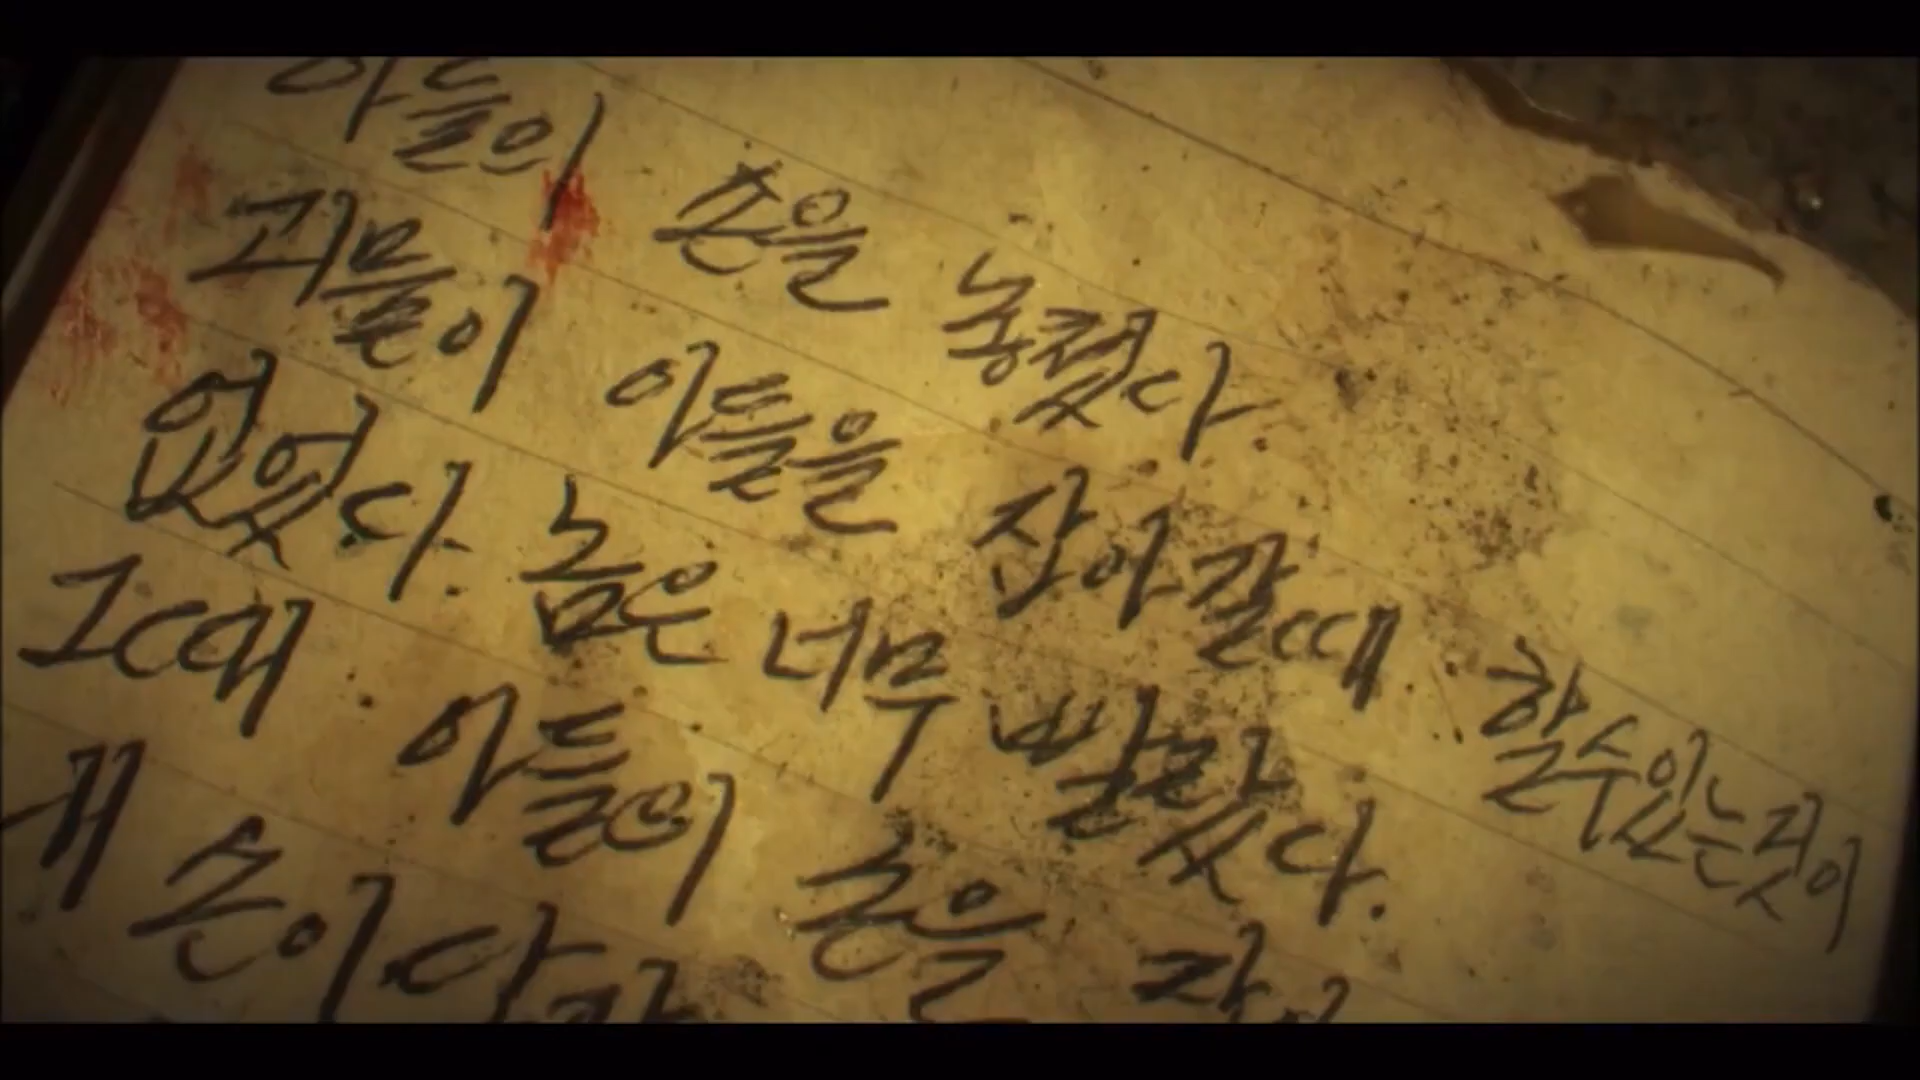 아들의 손을 놓쳤다.
괴물이 아들을 잡아갈때 할수있는것이
없었다. 놈은 너무 빨랐다.
그때 아들의 손을
내 손이